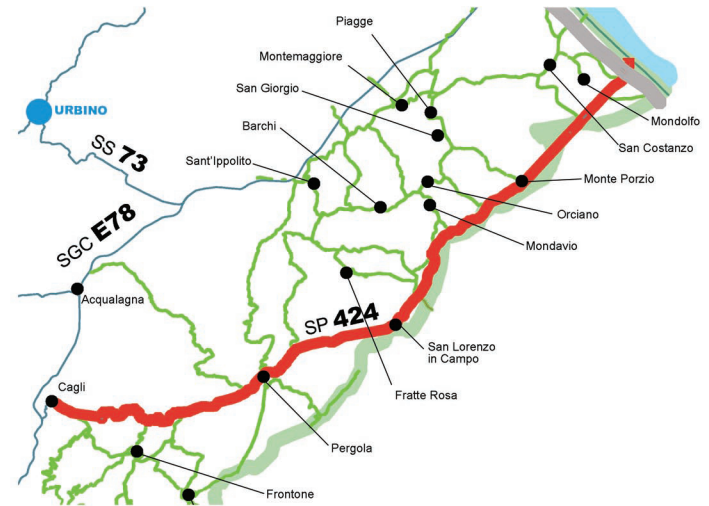 Piagge
Montemaggiore
San Giorgio
Barchi
Sant'Ippolito
URBINO
SS 73
SGC E78
Acqualagna
Cagli
SP 424
Mondolfo
San Costanzo
Monte Porzio
Orciano
Mondavio
San Lorenzo
in Campo
Fratte Rosa
Pergola
Frontone